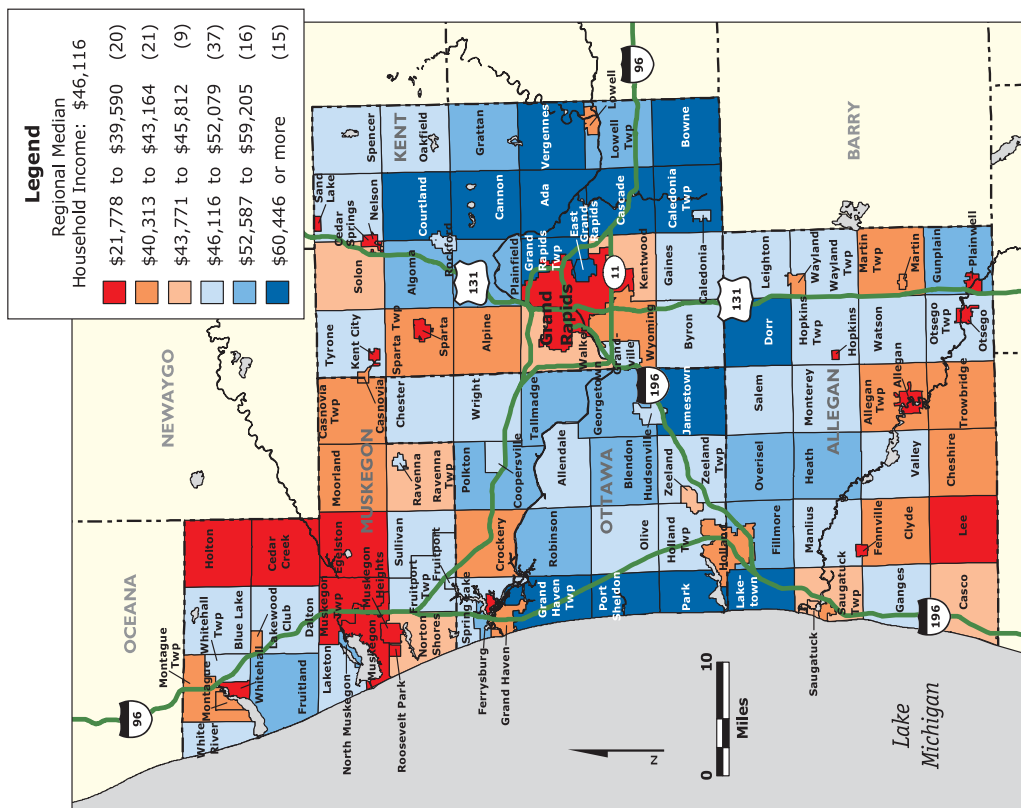 Legend
Regional Median
Household Income: $46,116
$21,778 to $39,590 (20)
$40,313 to $43,164 (21)
$43,771 to $45,812 (9)
$46,116 to $52,079 (37)
$52,587 to $59,205 (16)
$60,446 or more (15)
OCEANA
NEWAYGO
MUSKEGON
KENT
OTTAWA
ALLEGAN
BARRY
Lake
Michigan
N
0
10
Miles
96
96
131
131
11
196
196
Montague
Twp
Montague
White
River
Whitehall
Twp
Whitehall
Blue Lake
Lakewood
Club
Fruitland
Dalton
Holton
Cedar
Creek
Laketon
North Muskegon
Muskegon
Twp
Muskegon
Muskegon
Heights
Roosevelt Park
Egelston
Moorland
Casnovia
Twp
Casnovia
Norton
Shores
Fruitport
Twp
Fruitport
Sullivan
Ravenna
Ravenna
Twp
Spring Lake
Ferrysburg
Grand Haven
Crockery
Polkton
Coopersville
Chester
Wright
Tallmadge
Grand
Haven
Twp
Robinson
Allendale
Georgetown
Port
Sheldon
Olive
Blendon
Hudsonville
Jamestown
Park
Holland
Twp
Holland
Zeeland
Zeeland
Twp
Tyrone
Kent City
Sparta Twp
Sparta
Alpine
Solon
Cedar
Springs
Sand
Lake
Nelson
Spencer
Oakfield
Algoma
Rockford
Courtland
Grattan
Plainfield
Cannon
Grand
Rapids
Twp
Grand
Rapids
East
Grand
Rapids
Ada
Vergennes
Lowell
Lowell
Twp
Walker
Grand-
ville
Wyoming
Kentwood
Cascade
Byron
Gaines
Caledonia
Caledonia
Twp
Bowne
Lake-
town
Fillmore
Overisel
Salem
Dorr
Leighton
Saugatuck
Saugatuck
Twp
Manlius
Heath
Monterey
Hopkins
Twp
Hopkins
Wayland
Wayland
Twp
Ganges
Fennville
Clyde
Valley
Allegan
Twp
Allegan
Watson
Martin
Twp
Martin
Casco
Lee
Cheshire
Trowbridge
Otsego
Twp
Otsego
Gunplain
Plainwell